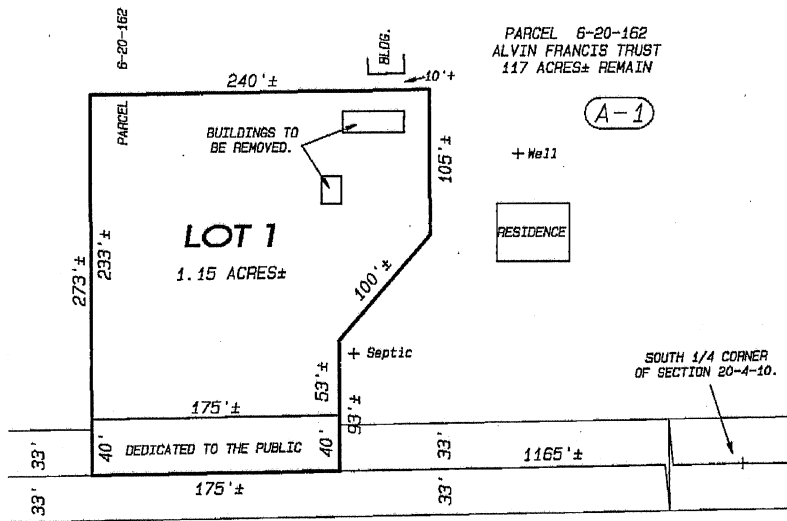 PARCEL 6-20-162
BLDG.
PARCEL 6-20-162
ALVIN FRANCIS TRUST
117 ACRES± REMAIN
A-1
240'±
10'±
BUILDINGS TO
BE REMOVED.
105'±
+ Well
RESIDENCE
LOT 1
1.15 ACRES±
273'±
233'±
100'±
+ Septic
53'±
93'±
SOUTH 1/4 CORNER
OF SECTION 20-4-10.
175'±
33'
40'
DEDICATED TO THE PUBLIC
40'
33'
1165'±
33'
175'±
33'